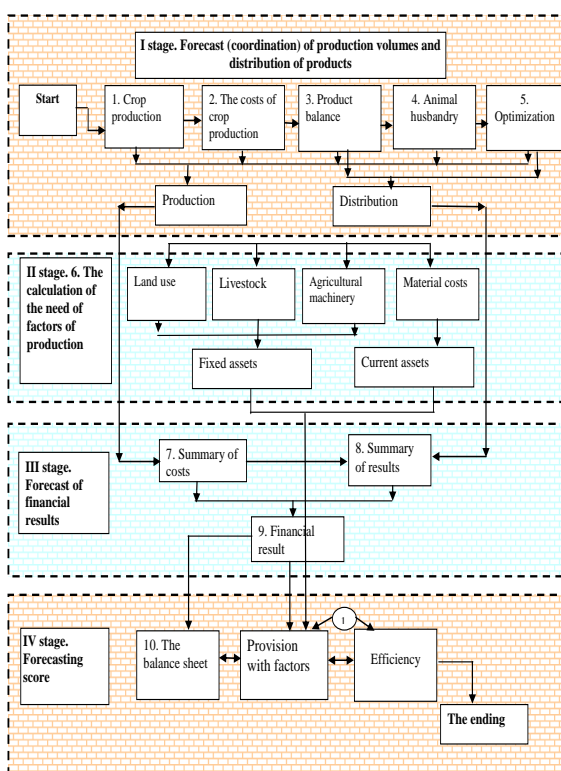 I stage. Forecast (coordination) of production volumes and
distribution of products
Start
1. Crop
production
2. The costs of
crop
production
3. Product
balance
4. Animal
husbandry
5.
Optimization
Production
Distribution
II stage. 6. The
calculation of
the need of
factors of
production
Land use
Livestock
Agricultural
machinery
Material costs
Fixed assets
Current assets
III stage.
Forecast of
financial
results
7. Summary of
costs
8. Summary
of results
9. Financial
result
IV stage.
Forecasting
score
10. The
balance sheet
Provision
with factors
1
Efficiency
The ending